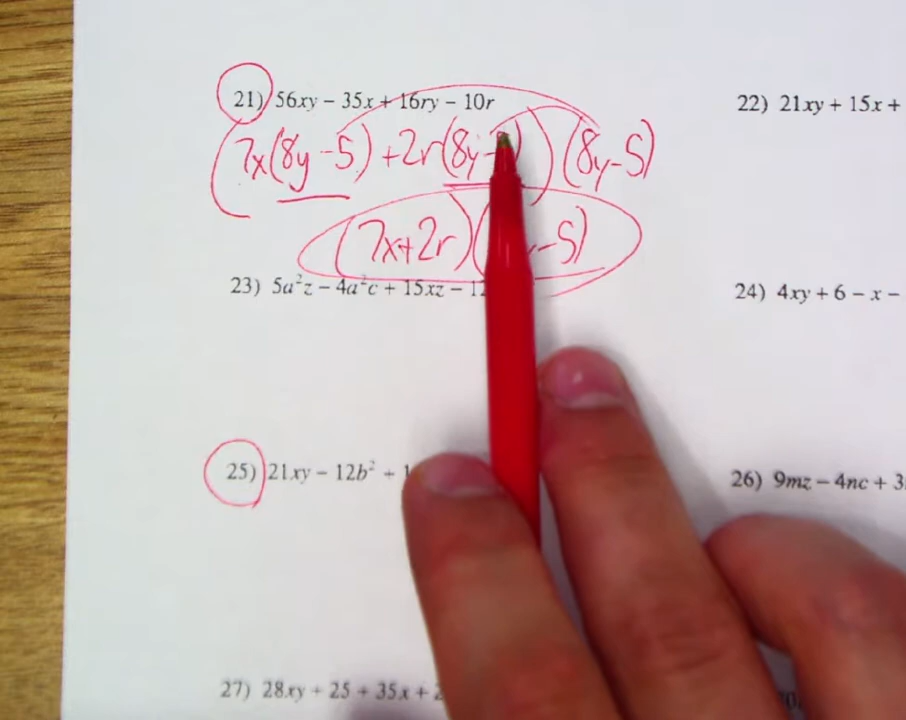 21) 56xy – 35x + 16ry – 10r
22) 21xy + 15x +
7x(8y – 5) + 2r(8y – ) (8y – 5)
(7x + 2r)( – 5)
23) 5a²z – 4a²c + 15xz –
24) 4xy + 6 – x –
25) 21xy – 12b² +
26) 9mz – 4nc + 3
27) 28xy + 25 + 35x +